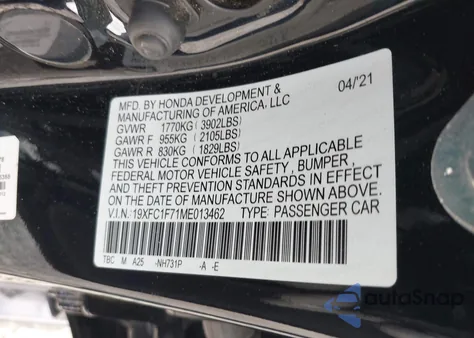 MFD. BY HONDA DEVELOPMENT & 04/21
MANUFACTURING OF AMERICA, LLC
GVWR 1770KG (3902LBS)
GAWR F 955KG (2105LBS)
GAWR R 830KG (1829LBS)
THIS VEHICLE CONFORMS TO ALL APPLICABLE
FEDERAL MOTOR VEHICLE SAFETY, BUMPER,
AND THEFT PREVENTION STANDARDS IN EFFECT
ON THE DATE OF MANUFACTURE SHOWN ABOVE.
V.I.N.: 19XFC1F71ME013462 TYPE: PASSENGER CAR
TBC M A25 -NH731P -A -E
autoSnap